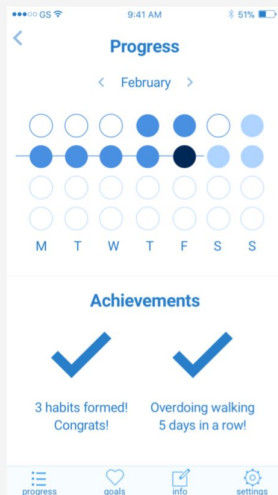 GS 9:41 AM 51%
Progress
< February >
M T W T F S S
Achievements
3 habits formed! Overdoing walking
Congrats! 5 days in a row!
progress goals info settings